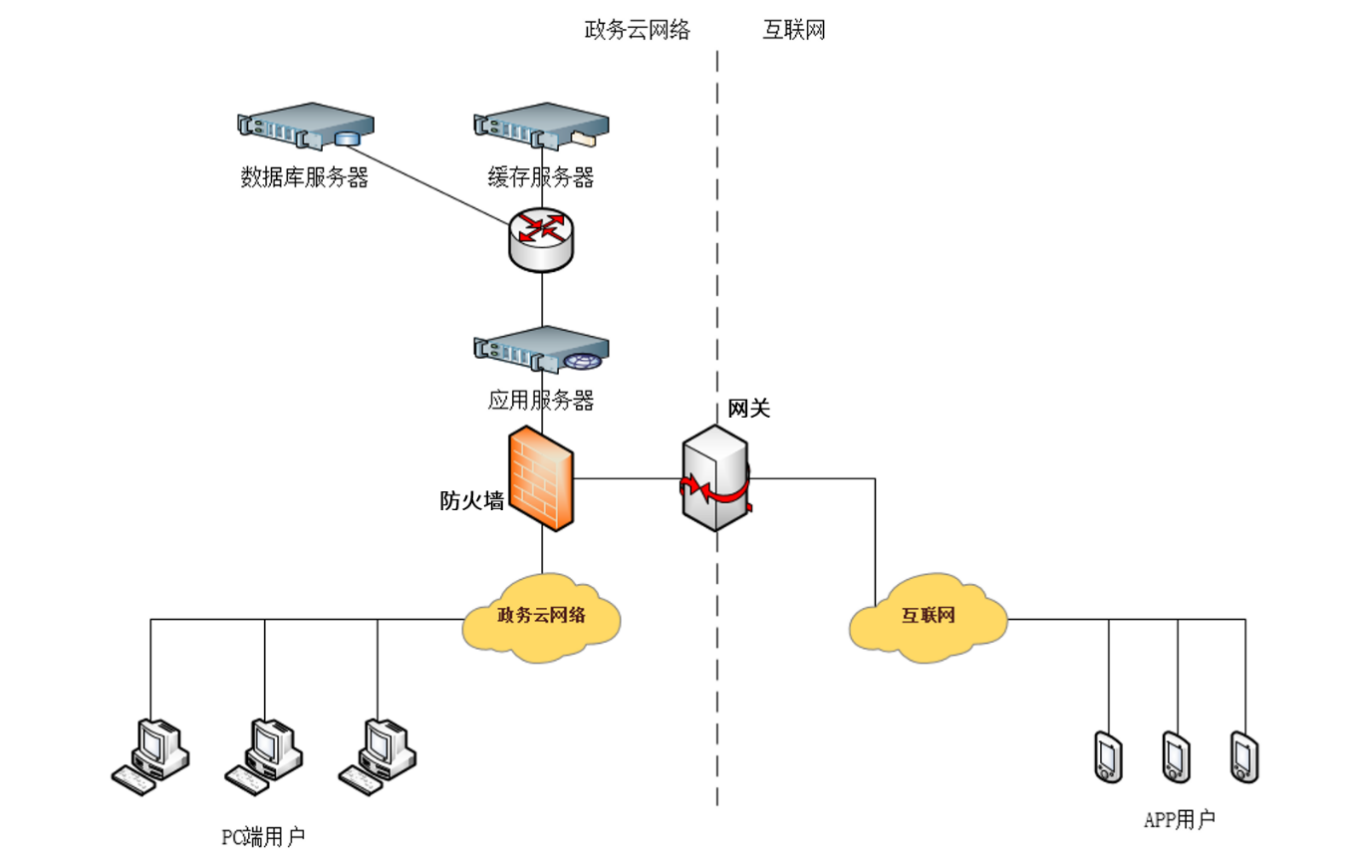 政务云网络
互联网
数据库服务器
缓存服务器
应用服务器
网关
防火墙
政务云网络
互联网
PC端用户
APP用户